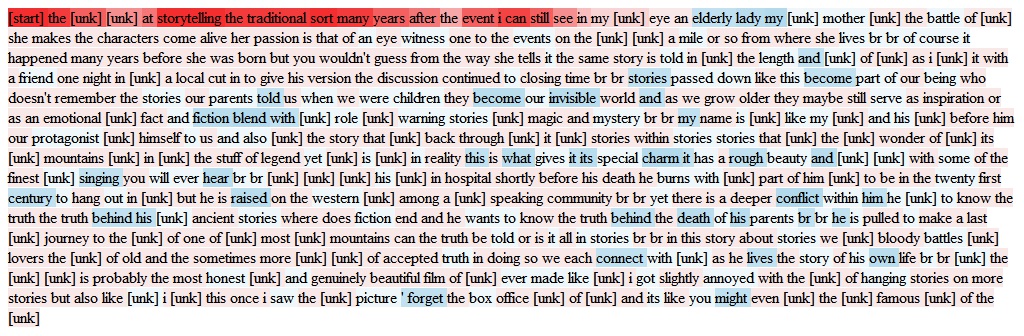 [start] the [unk] [unk] at storytelling the traditional sort many years after the event i can still see in my [unk] eye an elderly lady my [unk] mother [unk] the battle of [unk]
she makes the characters come alive her passion is that of an eye witness one to the events on the [unk] [unk] a mile or so from where she lives br br of course it
happened many years before she was born but you wouldn't guess from the way she tells it the same story is told in [unk] the length and [unk] of [unk] as i [unk] it with
a friend one night in [unk] a local cut in to give his version the discussion continued to closing time br br stories passed down like this become part of our being who
doesn't remember the stories our parents told us when we were children they become our invisible world and as we grow older they maybe still serve as inspiration or
as an emotional [unk] fact and fiction blend with [unk] role [unk] warning stories [unk] magic and mystery br br my name is [unk] like my [unk] and his [unk] before him
our protagonist [unk] himself to us and also [unk] the story that [unk] back through [unk] it [unk] stories within stories stories that [unk] the [unk] wonder of [unk] its
[unk] mountains [unk] in [unk] the stuff of legend yet [unk] is [unk] in reality this is what gives it its special charm it has a rough beauty and [unk] [unk] with some of the
finest [unk] singing you will ever hear br br [unk] [unk] [unk] his [unk] in hospital shortly before his death he burns with [unk] part of him [unk] to be in the twenty first
century to hang out in [unk] but he is raised on the western [unk] among a [unk] speaking community br br yet there is a deeper conflict within him he [unk] to know the
truth the truth behind his [unk] ancient stories where does fiction end and he wants to know the truth behind the death of his parents br br he is pulled to make a last
[unk] journey to the [unk] of one of [unk] most [unk] mountains can the truth be told or is it all in stories br br in this story about stories we [unk] bloody battles [unk]
lovers the [unk] of old and the sometimes more [unk] [unk] of accepted truth in doing so we each connect with [unk] as he lives the story of his own life br br [unk] the
[unk] [unk] is probably the most honest [unk] and genuinely beautiful film of [unk] ever made like [unk] i got slightly annoyed with the [unk] of hanging stories on more
stories but also like [unk] i [unk] this once i saw the [unk] picture ' forget the box office [unk] of [unk] and its like you might even [unk] the [unk] famous [unk] of the
[unk]